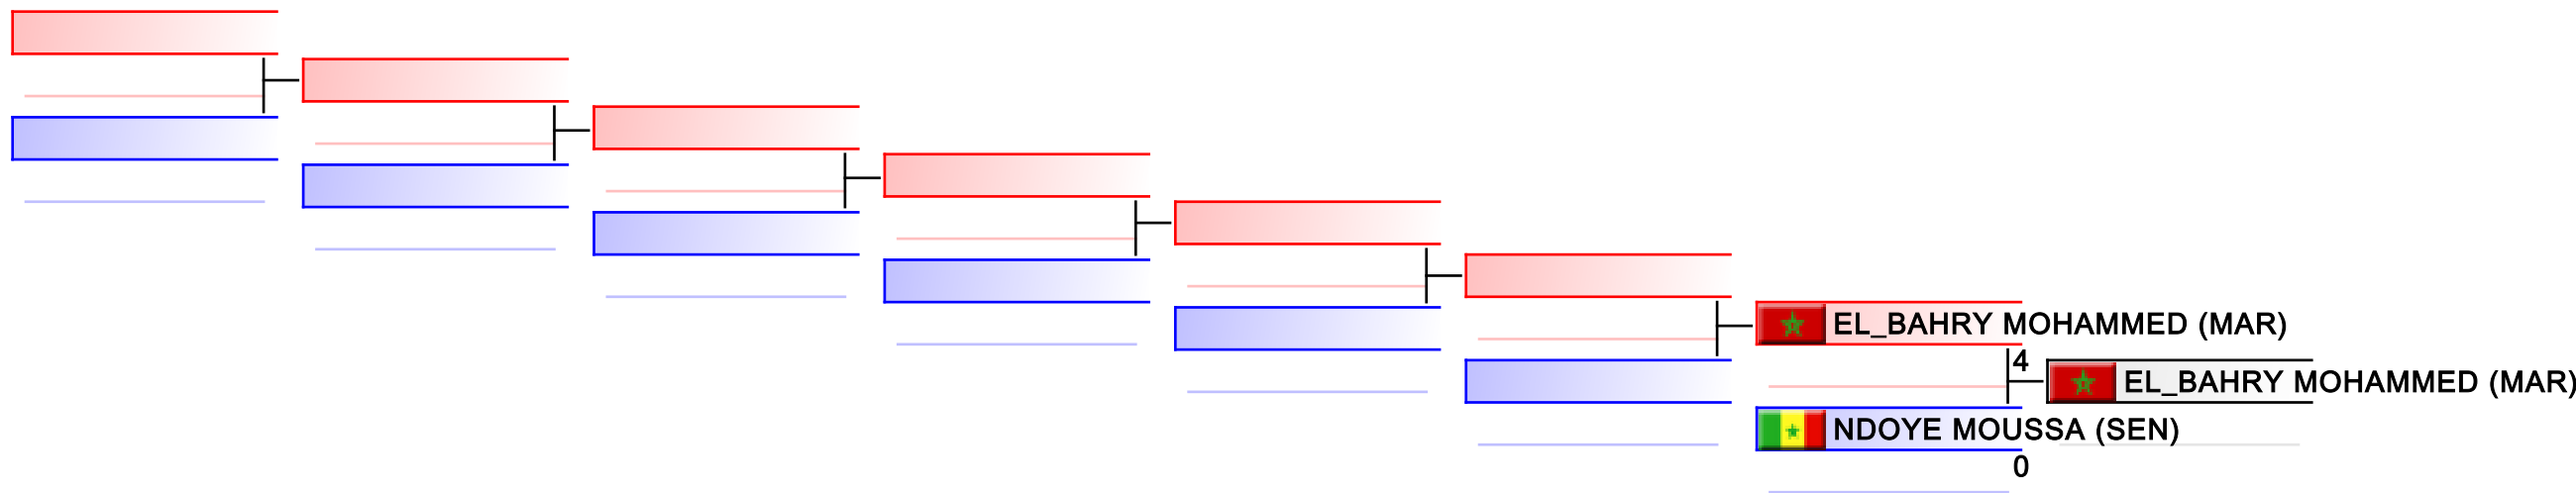 EL_BAHRY MOHAMMED (MAR)
4
EL_BAHRY MOHAMMED (MAR)
NDOYE MOUSSA (SEN)
0